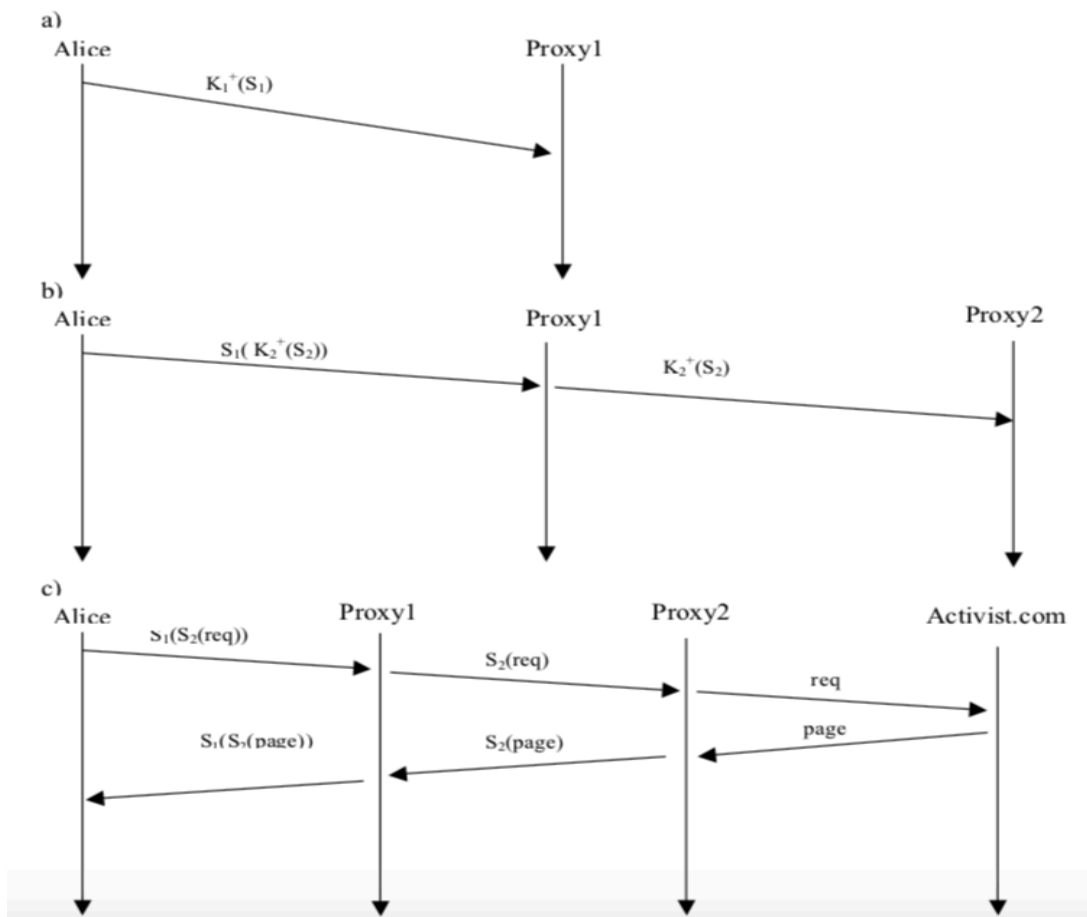 a)
Alice Proxy1
K₁⁺(S₁)
b)
Alice Proxy1 Proxy2
S₁( K₂⁺(S₂))
K₂⁺(S₂)
c)
Alice Proxy1 Proxy2 Activist.com
S₁(S₂(req))
S₂(req)
req
page
S₂(page)
S₁(S₂(page))